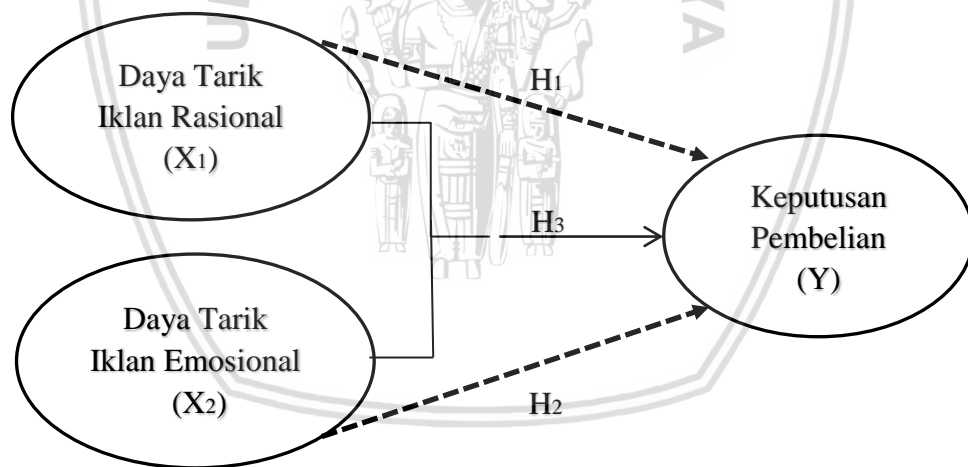 Daya Tarik
Iklan Rasional
(X1)
H1
Keputusan
Pembelian
(Y)
H3
Daya Tarik
Iklan Emosional
(X2)
H2